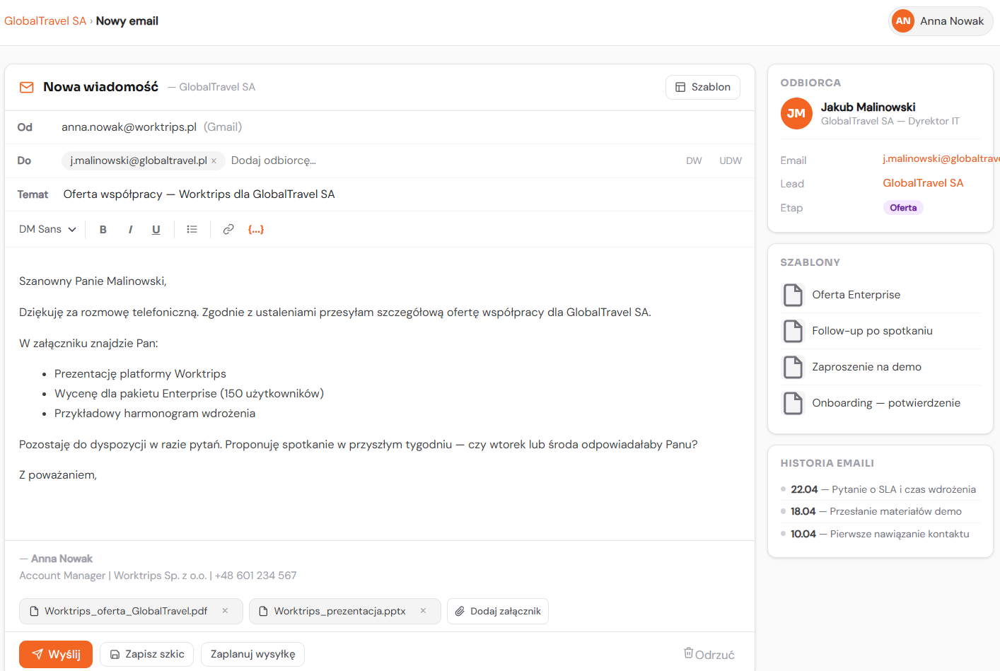 GlobalTravel SA › Nowy email
AN Anna Nowak
Nowa wiadomość — GlobalTravel SA
Szablon
Od anna.nowak@worktrips.pl (Gmail)
Do j.malinowski@globaltravel.pl × Dodaj odbiorcę... DW UDW
Temat Oferta współpracy — Worktrips dla GlobalTravel SA
DM Sans B I U {...}
Szanowny Panie Malinowski,
Dziękuję za rozmowę telefoniczną. Zgodnie z ustaleniami przesyłam szczegółową ofertę współpracy dla GlobalTravel SA.
W załączniku znajdzie Pan:
• Prezentację platformy Worktrips
• Wycenę dla pakietu Enterprise (150 użytkowników)
• Przykładowy harmonogram wdrożenia
Pozostaję do dyspozycji w razie pytań. Proponuję spotkanie w przyszłym tygodniu — czy wtorek lub środa odpowiadałaby Panu?
Z poważaniem,
— Anna Nowak
Account Manager | Worktrips Sp. z o.o. | +48 601 234 567
Worktrips_oferta_GlobalTravel.pdf ×
Worktrips_prezentacja.pptx ×
Dodaj załącznik
Wyślij
Zapisz szkic
Zaplanuj wysyłkę
Odrzuć
ODBIORCA
JM Jakub Malinowski
GlobalTravel SA — Dyrektor IT
Email j.malinowski@globaltrave
Lead GlobalTravel SA
Etap Oferta
SZABLONY
Oferta Enterprise
Follow-up po spotkaniu
Zaproszenie na demo
Onboarding — potwierdzenie
HISTORIA EMAILI
22.04 — Pytanie o SLA i czas wdrożenia
18.04 — Przesłanie materiałów demo
10.04 — Pierwsze nawiązanie kontaktu